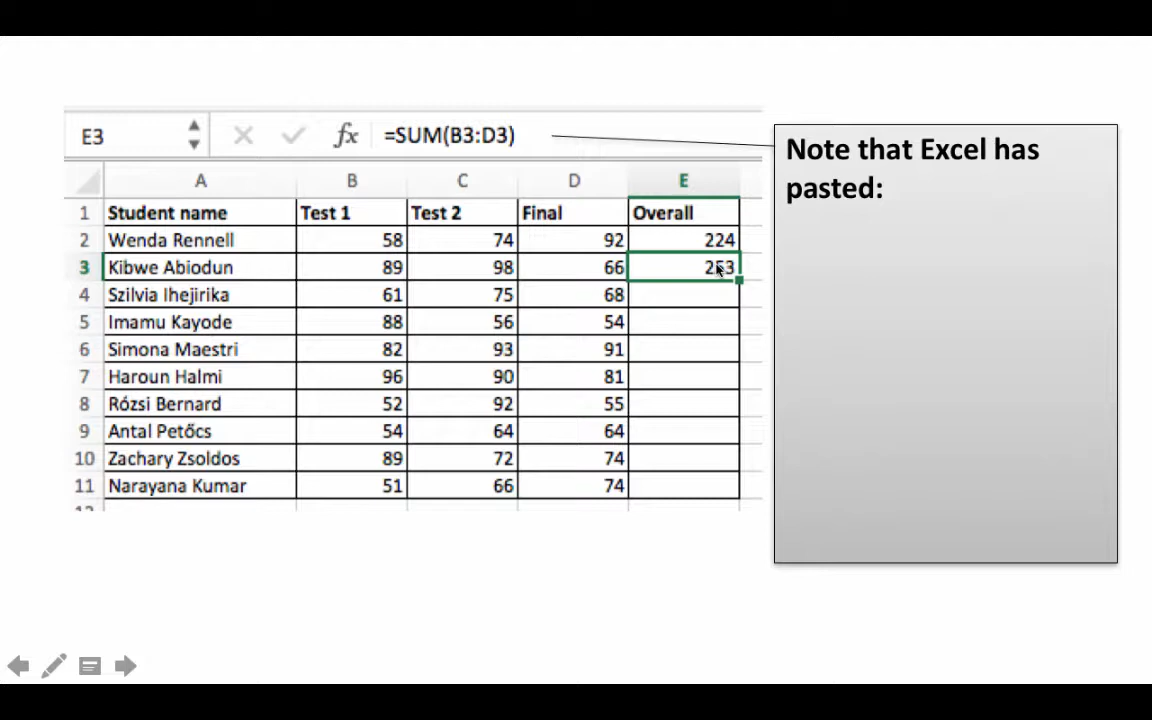 E3 fx =SUM(B3:D3)
Note that Excel has
pasted:
A B C D E
1 Student name Test 1 Test 2 Final Overall
2 Wenda Rennell 58 74 92 224
3 Kibwe Abiodun 89 98 66 253
4 Szilvia Ihejirika 61 75 68
5 Imamu Kayode 88 56 54
6 Simona Maestri 82 93 91
7 Haroun Halmi 96 90 81
8 Rózsi Bernard 52 92 55
9 Antal Petőcs 54 64 64
10 Zachary Zsoldos 89 72 74
11 Narayana Kumar 51 66 74